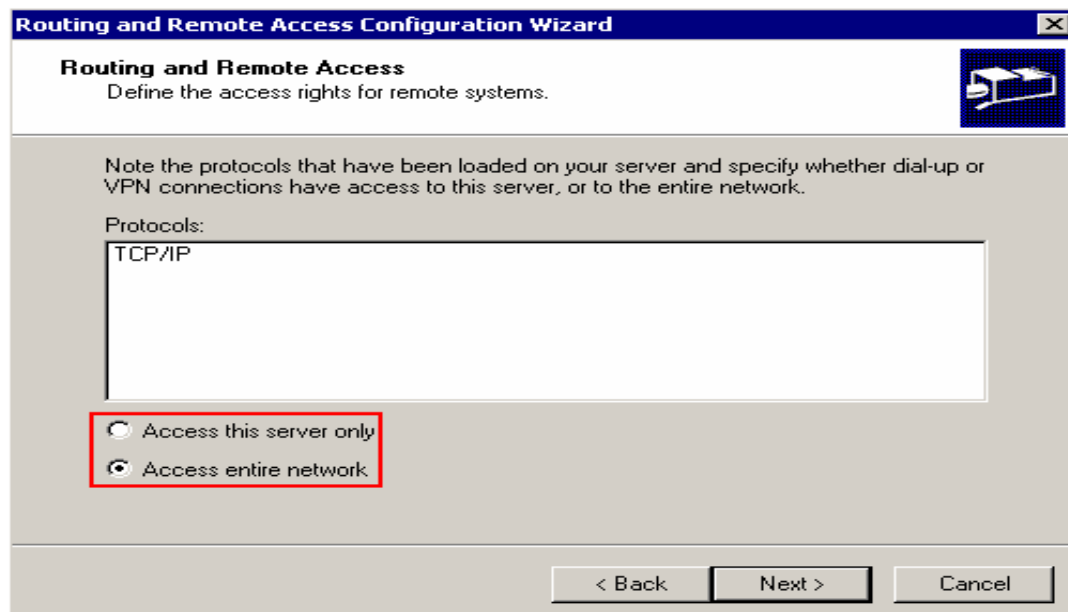 Routing and Remote Access Configuration Wizard
Routing and Remote Access
Define the access rights for remote systems.
Note the protocols that have been loaded on your server and specify whether dial-up or
VPN connections have access to this server, or to the entire network.
Protocols:
TCP/IP
Access this server only
Access entire network
< Back
Next >
Cancel